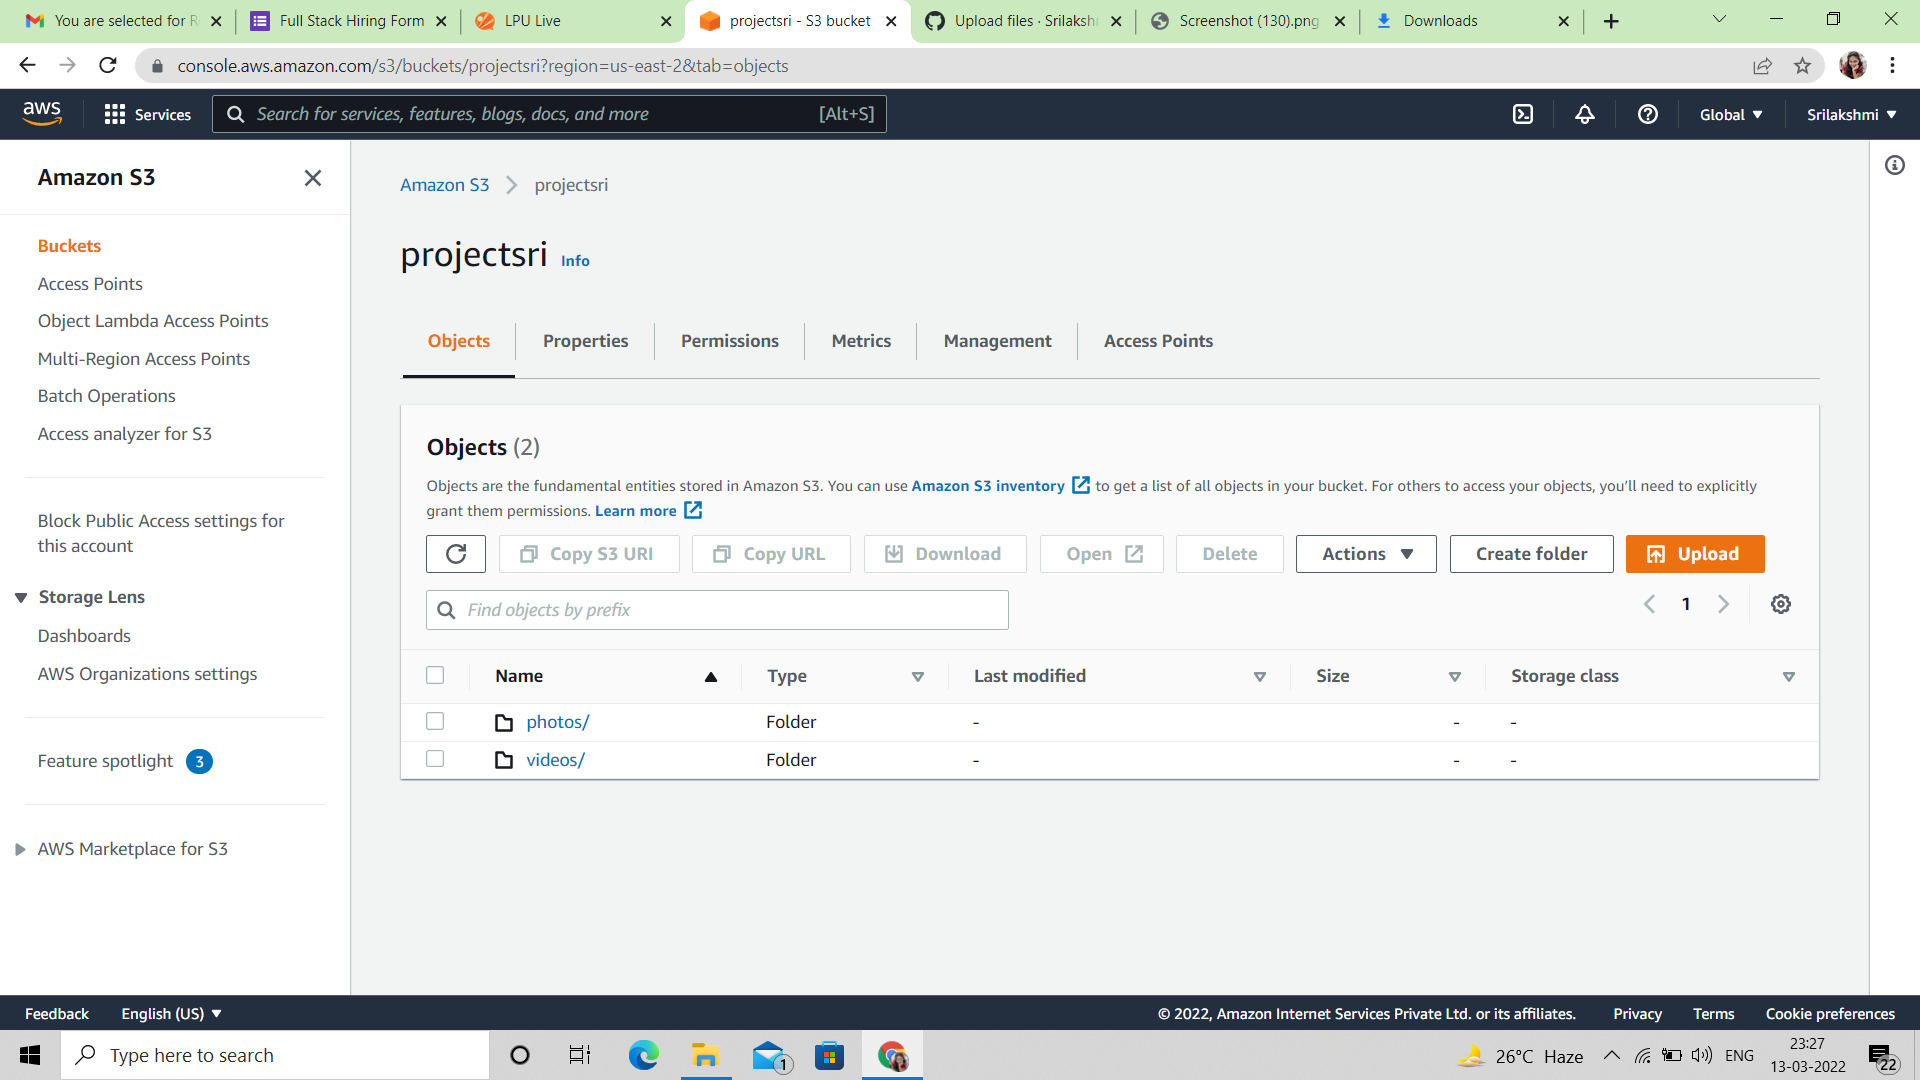 You are selected for R
Full Stack Hiring Form
LPU Live
projectsri - S3 bucket
Upload files · Srilakshm
Screenshot (130).png
Downloads
console.aws.amazon.com/s3/buckets/projectsri?region=us-east-2&tab=objects
aws
Services
Search for services, features, blogs, docs, and more
[Alt+S]
Global
Srilakshmi
Amazon S3
Buckets
Access Points
Object Lambda Access Points
Multi-Region Access Points
Batch Operations
Access analyzer for S3
Block Public Access settings for
this account
Storage Lens
Dashboards
AWS Organizations settings
Feature spotlight 3
AWS Marketplace for S3
Amazon S3 projectsri
projectsri Info
Objects Properties Permissions Metrics Management Access Points
Objects (2)
Objects are the fundamental entities stored in Amazon S3. You can use Amazon S3 inventory to get a list of all objects in your bucket. For others to access your objects, you'll need to explicitly
grant them permissions. Learn more
Copy S3 URI Copy URL Download Open Delete Actions Create folder Upload
Find objects by prefix
1
Name Type Last modified Size Storage class
photos/ Folder - - -
videos/ Folder - - -
Feedback English (US) © 2022, Amazon Internet Services Private Ltd. or its affiliates. Privacy Terms Cookie preferences
Type here to search
1
26°C Haze
ENG
23:27
13-03-2022
22